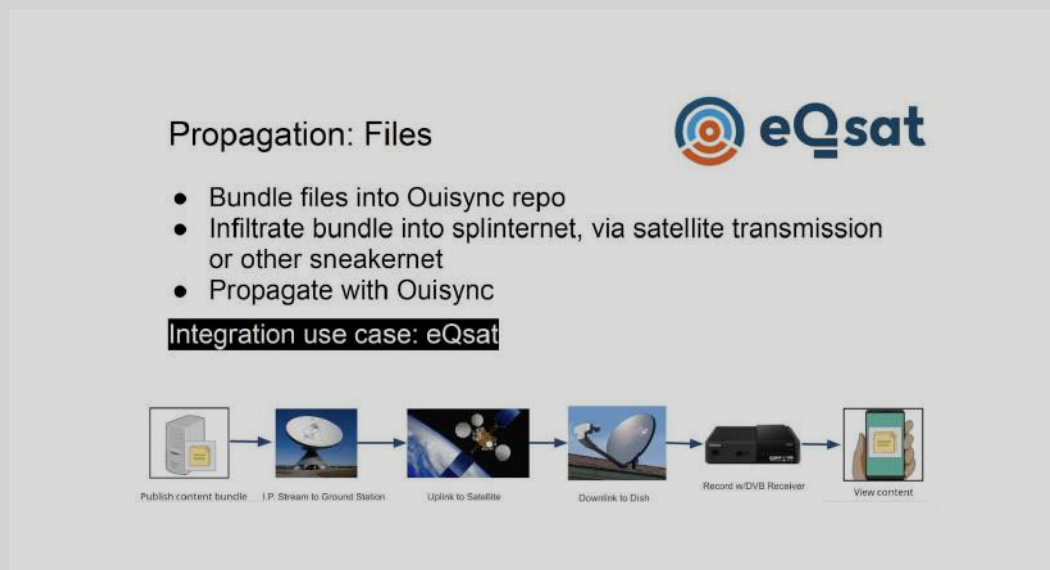 Propagation: Files
eQsat
● Bundle files into Ouisync repo
● Infiltrate bundle into splinternet, via satellite transmission
or other sneakernet
● Propagate with Ouisync
Integration use case: eQsat
Publish content bundle
I.P. Stream to Ground Station
Uplink to Satellite
Downlink to Dish
Record w/DVB Receiver
View content